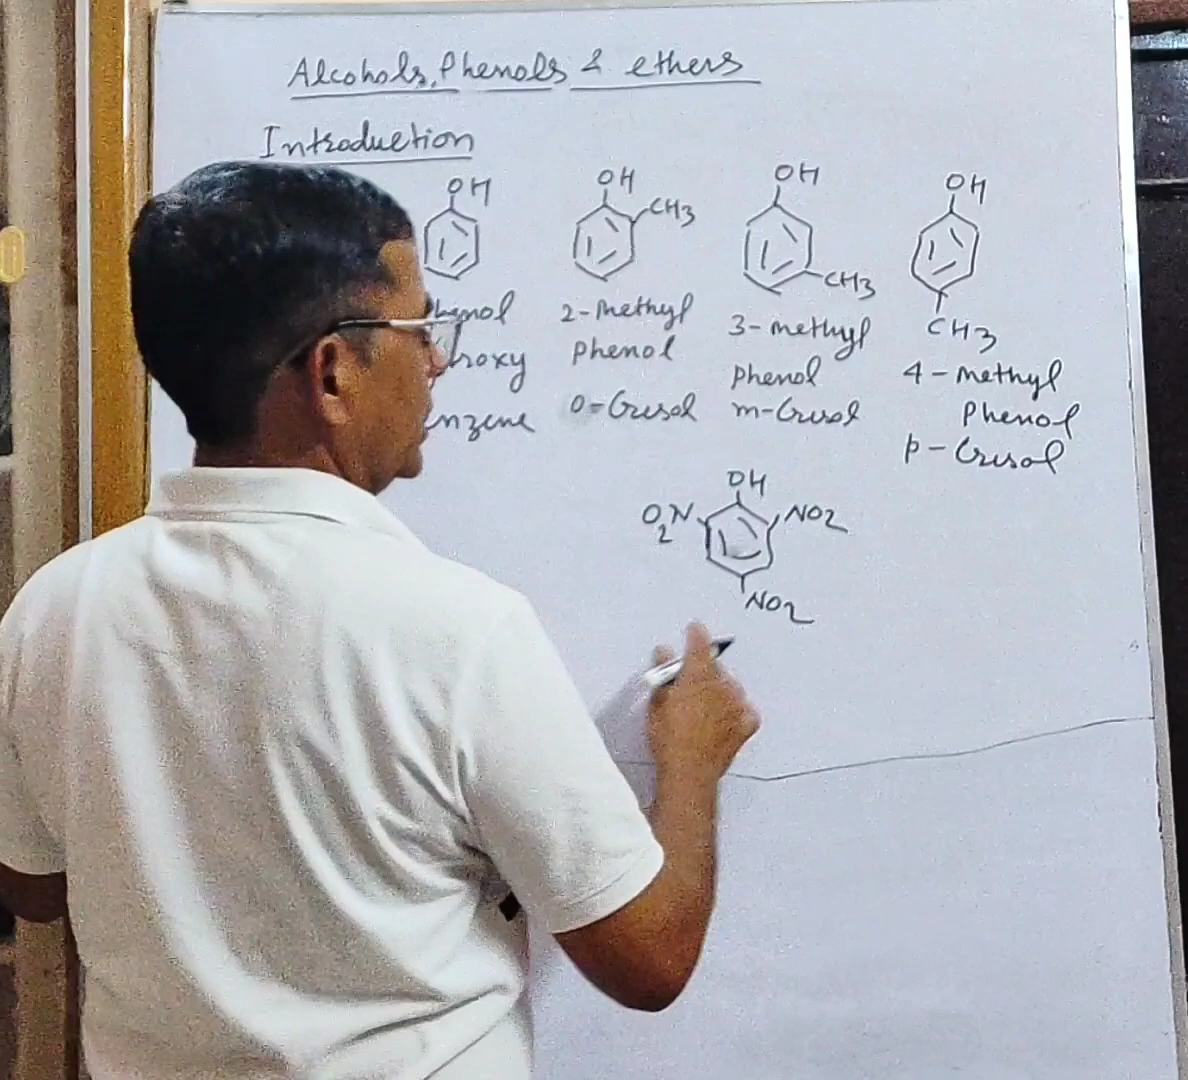 Alcohols, Phenols & ethers
Introduction
OH
OH
CH3
OH
CH3
OH
CH3
2-Methyl
Phenol
o-Cresol
3-methyl
Phenol
m-Cresol
4-Methyl
Phenol
p-Cresol
OH
O2N
NO2
NO2